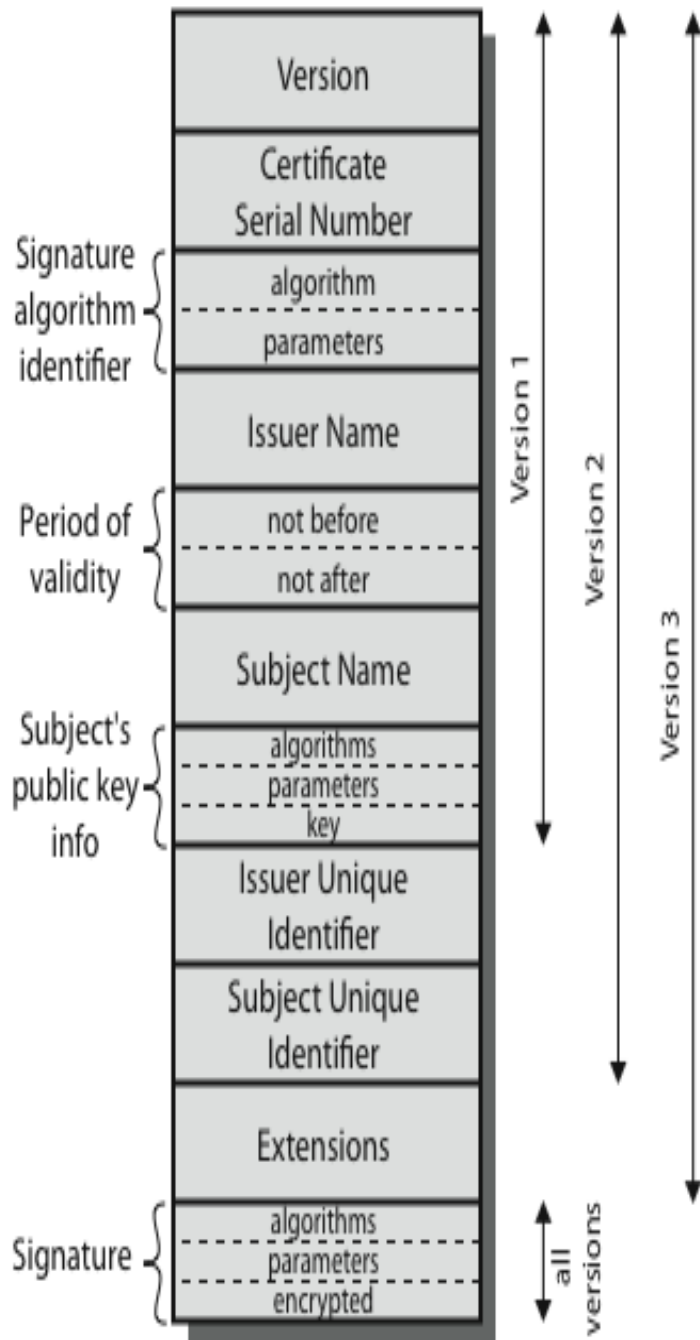 Version
Certificate
Serial Number
Signature
algorithm
identifier
algorithm
parameters
Issuer Name
Period of
validity
not before
not after
Subject Name
Subject's
public key
info
algorithms
parameters
key
Issuer Unique
Identifier
Subject Unique
Identifier
Extensions
Signature
algorithms
parameters
encrypted
Version 1
Version 2
Version 3
all
versions